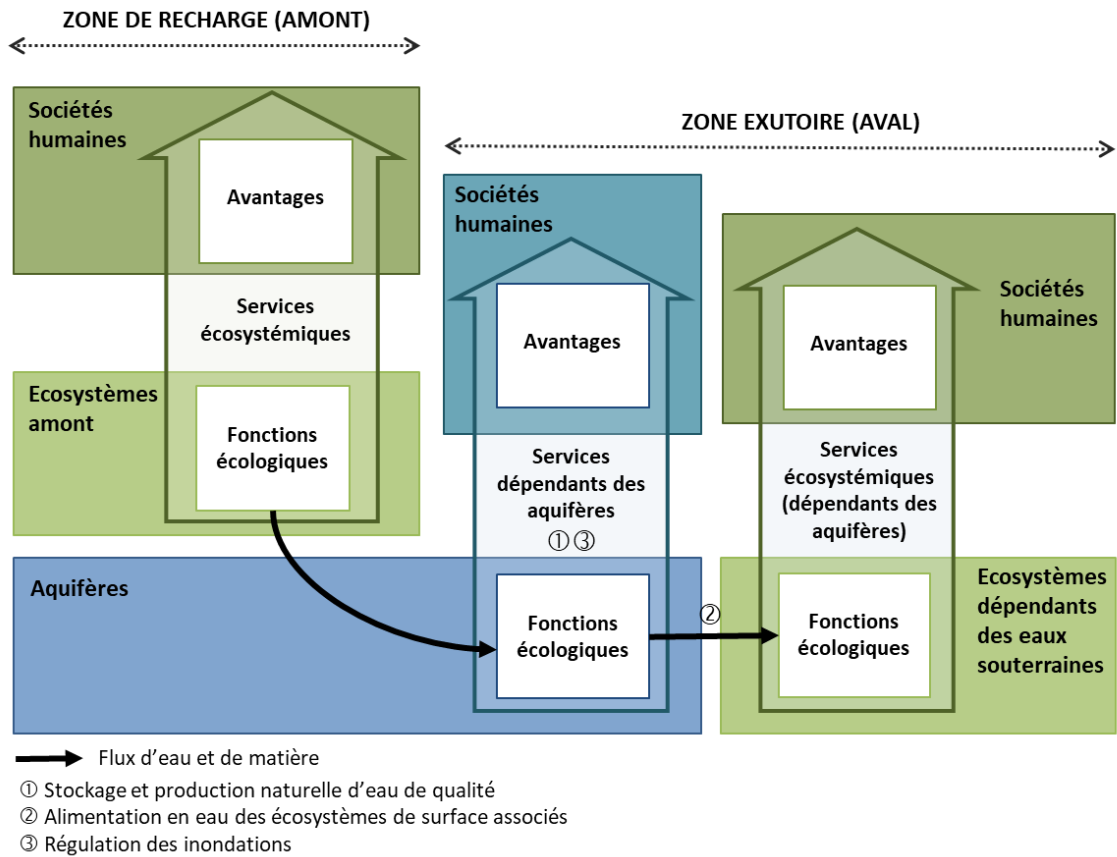 ZONE DE RECHARGE (AMONT)
Sociétés
humaines
Avantages
Services
écosystémiques
Ecosystèmes
amont
Fonctions
écologiques
ZONE EXUTOIRE (AVAL)
Sociétés
humaines
Avantages
Services
dépendants des
aquifères
① ③
Aquifères
Fonctions
écologiques
②
Sociétés
humaines
Avantages
Services
écosystémiques
(dépendants des
aquifères)
Fonctions
écologiques
Ecosystèmes
dépendants
des eaux
souterraines
Flux d’eau et de matière
① Stockage et production naturelle d’eau de qualité
② Alimentation en eau des écosystèmes de surface associés
③ Régulation des inondations